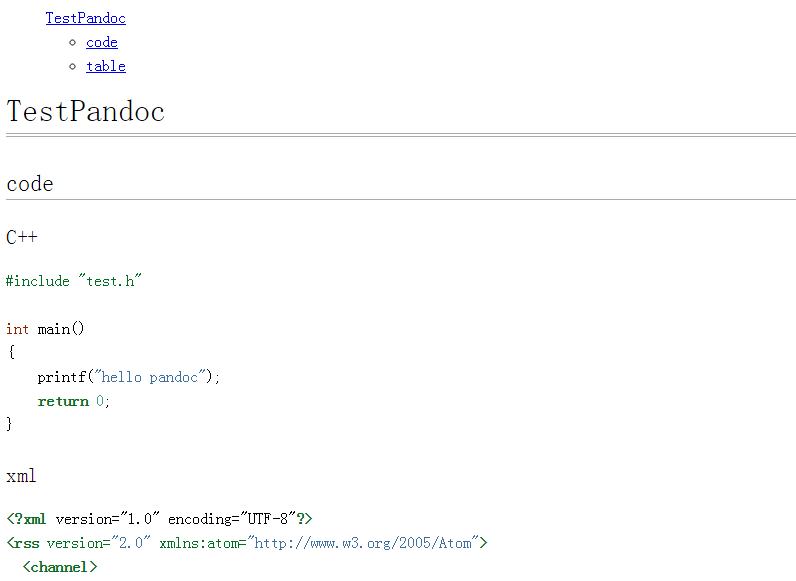 TestPandoc
code
table
TestPandoc
code
C++
#include "test.h"
int main()
{
    printf("hello pandoc");
    return 0;
}
xml
<?xml version="1.0" encoding="UTF-8"?>
<rss version="2.0" xmlns:atom="http://www.w3.org/2005/Atom">
  <channel>